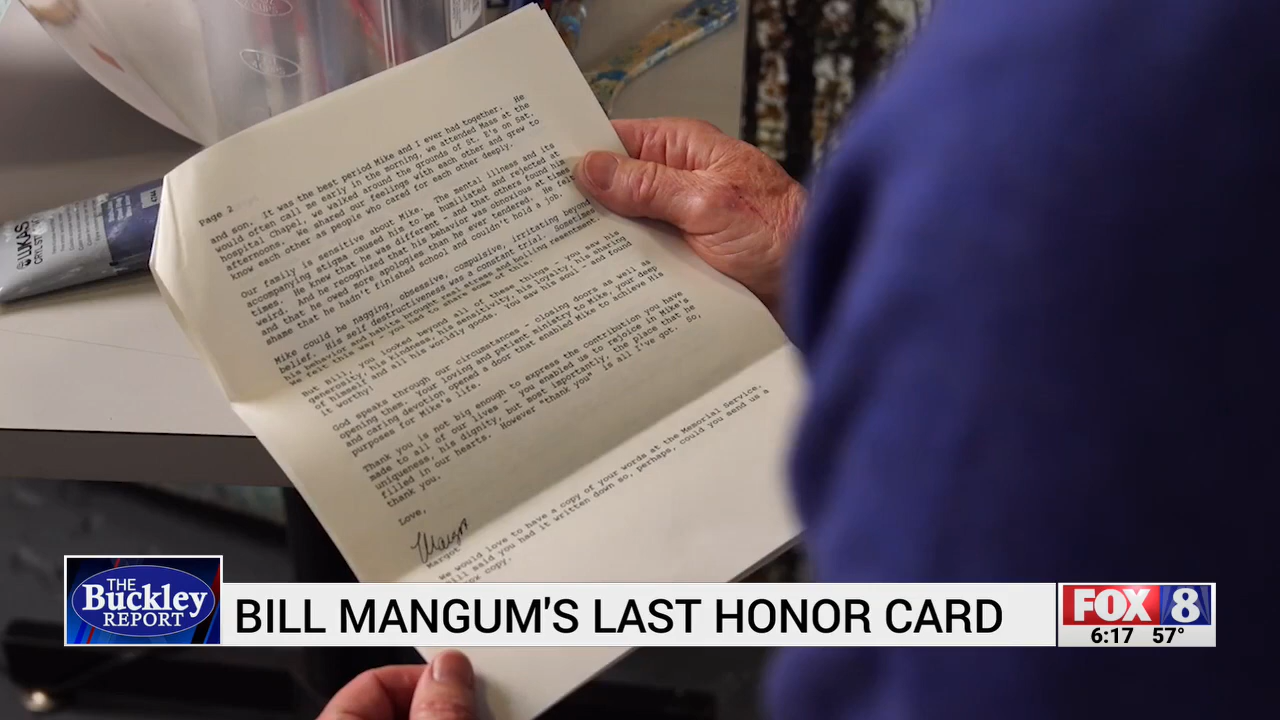 LUKAS
CRYL STUDIO
Page 2
and son. It was the best period Mike and I ever had together. He
would often call me early in the morning, we attended Mass at the
hospital Chapel; we walked around the grounds of St. E's on Sat.
afternoons. We shared our feelings with each other and grew to
know each other as people who cared for each other deeply.
Our family is sensitive about Mike. The mental illness and its
accompanying stigma caused him to be humiliated and rejected at
times. He knew that he was different - and that others found him
weird. And he recognized that his behavior was obnoxious at times
and that he owed more apologies than he ever tendered. He felt
shame that he hadn't finished school and couldn't hold a job.
Mike could be nagging, obsessive, compulsive, irritating beyond
belief. His self destructiveness was a constant trial. Sometimes
his behavior and habits brought real stress and boiling resentment.
We felt this way - you had to share some of this.
But Bill, you looked beyond all of these things - you saw his
generosity, his kindness, his sensitivity, his loyalty, his sharing
of himself and all his worldly goods. You saw his soul - and found
it worthy!
God speaks through our circumstances - closing doors as well as
opening them. Your loving and patient ministry to Mike, your deep
and caring devotion opened a door that enabled Mike to achieve His
purposes for Mike's life.
Thank you is not big enough to express the contribution you have
made to all of our lives - you enabled us to rejoice in Mike's
uniqueness, his dignity, but most importantly, the place that he
filled in our hearts. However "thank you" is all I've got. So,
thank you.
Love,
Margot
Margot
We would love to have a copy of your words at the Memorial Service.
ill said you had it written down so, perhaps, could you send us a
ox copy.
THE
Buckley
REPORT
BILL MANGUM'S LAST HONOR CARD
FOX 8
6:17 57°